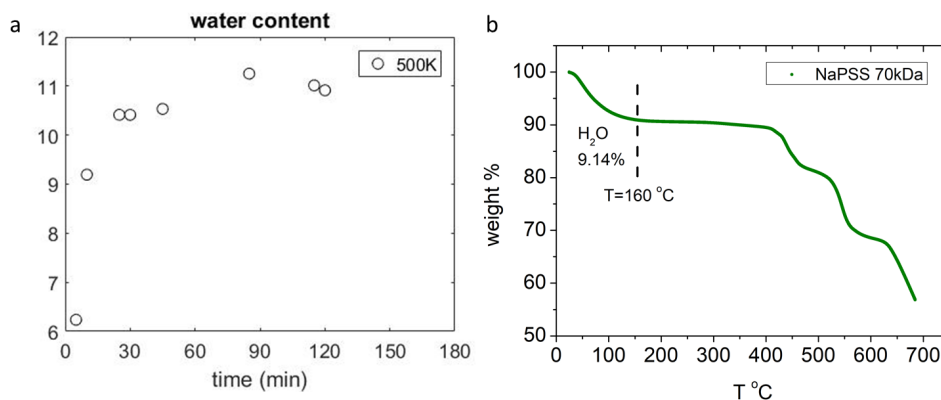 a
water content
12
11
10
9
8
7
6
500K
0
30
60
90
120
150
180
time (min)
b
100
90
80
70
60
50
weight %
NaPSS 70kDa
H₂O
9.14%
T=160 °C
0
100
200
300
400
500
600
700
T °C